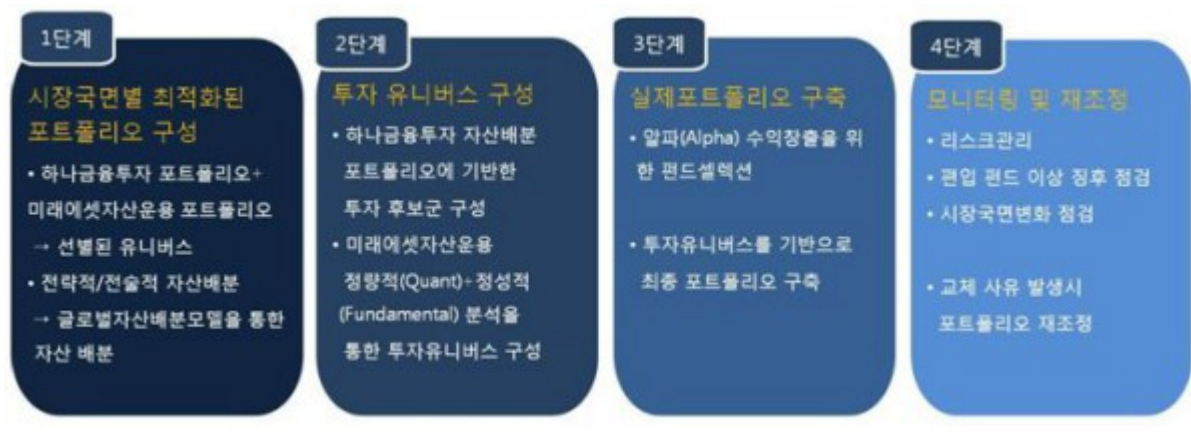 1단계
시장국면별 최적화된
포트폴리오 구성
• 하나금융투자 포트폴리오+
미래에셋자산운용 포트폴리오
→ 선별된 유니버스
• 전략적/전술적 자산배분
→ 글로벌자산배분모델을 통한
자산 배분
2단계
투자 유니버스 구성
• 하나금융투자 자산배분
포트폴리오에 기반한
투자 후보군 구성
• 미래에셋자산운용
정량적(Quant)+정성적
(Fundamental) 분석을
통한 투자유니버스 구성
3단계
실제포트폴리오 구축
• 알파(Alpha) 수익창출을 위
한 펀드셀렉션
• 투자유니버스를 기반으로
최종 포트폴리오 구축
4단계
모니터링 및 재조정
• 리스크관리
• 편입 펀드 이상 징후 점검
• 시장국면변화 점검
• 교체 사유 발생시
포트폴리오 재조정